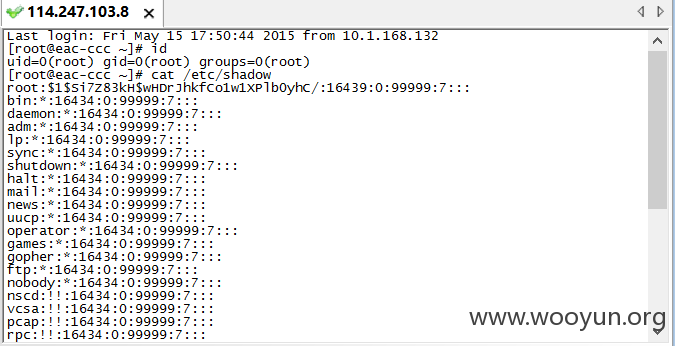 114.247.103.8
Last login: Fri May 15 17:50:44 2015 from 10.1.168.132
[root@eac-ccc ~]# id
uid=0(root) gid=0(root) groups=0(root)
[root@eac-ccc ~]# cat /etc/shadow
root:$1$Si7Z83kH$wHDrJhkfCo1w1XPlbOyhC/:16439:0:99999:7:::
bin:*:16434:0:99999:7:::
daemon:*:16434:0:99999:7:::
adm:*:16434:0:99999:7:::
lp:*:16434:0:99999:7:::
sync:*:16434:0:99999:7:::
shutdown:*:16434:0:99999:7:::
halt:*:16434:0:99999:7:::
mail:*:16434:0:99999:7:::
news:*:16434:0:99999:7:::
uucp:*:16434:0:99999:7:::
operator:*:16434:0:99999:7:::
games:*:16434:0:99999:7:::
gopher:*:16434:0:99999:7:::
ftp:*:16434:0:99999:7:::
nobody:*:16434:0:99999:7:::
nscd:!!:16434:0:99999:7:::
vcsa:!!:16434:0:99999:7:::
pcap:!!:16434:0:99999:7:::
rpc:!!:16434:0:99999:7:::
www.wooyun.org